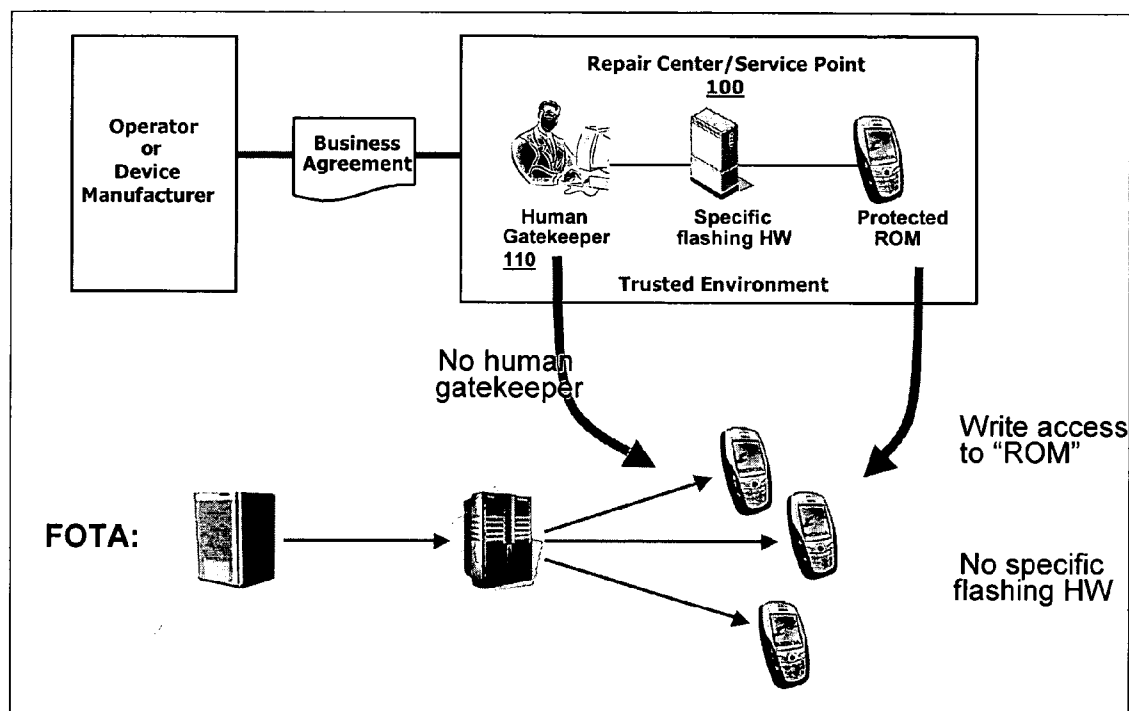 Operator
or
Device
Manufacturer
Business
Agreement
Repair Center/Service Point
100
Human
Gatekeeper
110
Specific
flashing HW
Protected
ROM
Trusted Environment
No human
gatekeeper
Write access
to “ROM”
FOTA:
No specific
flashing HW